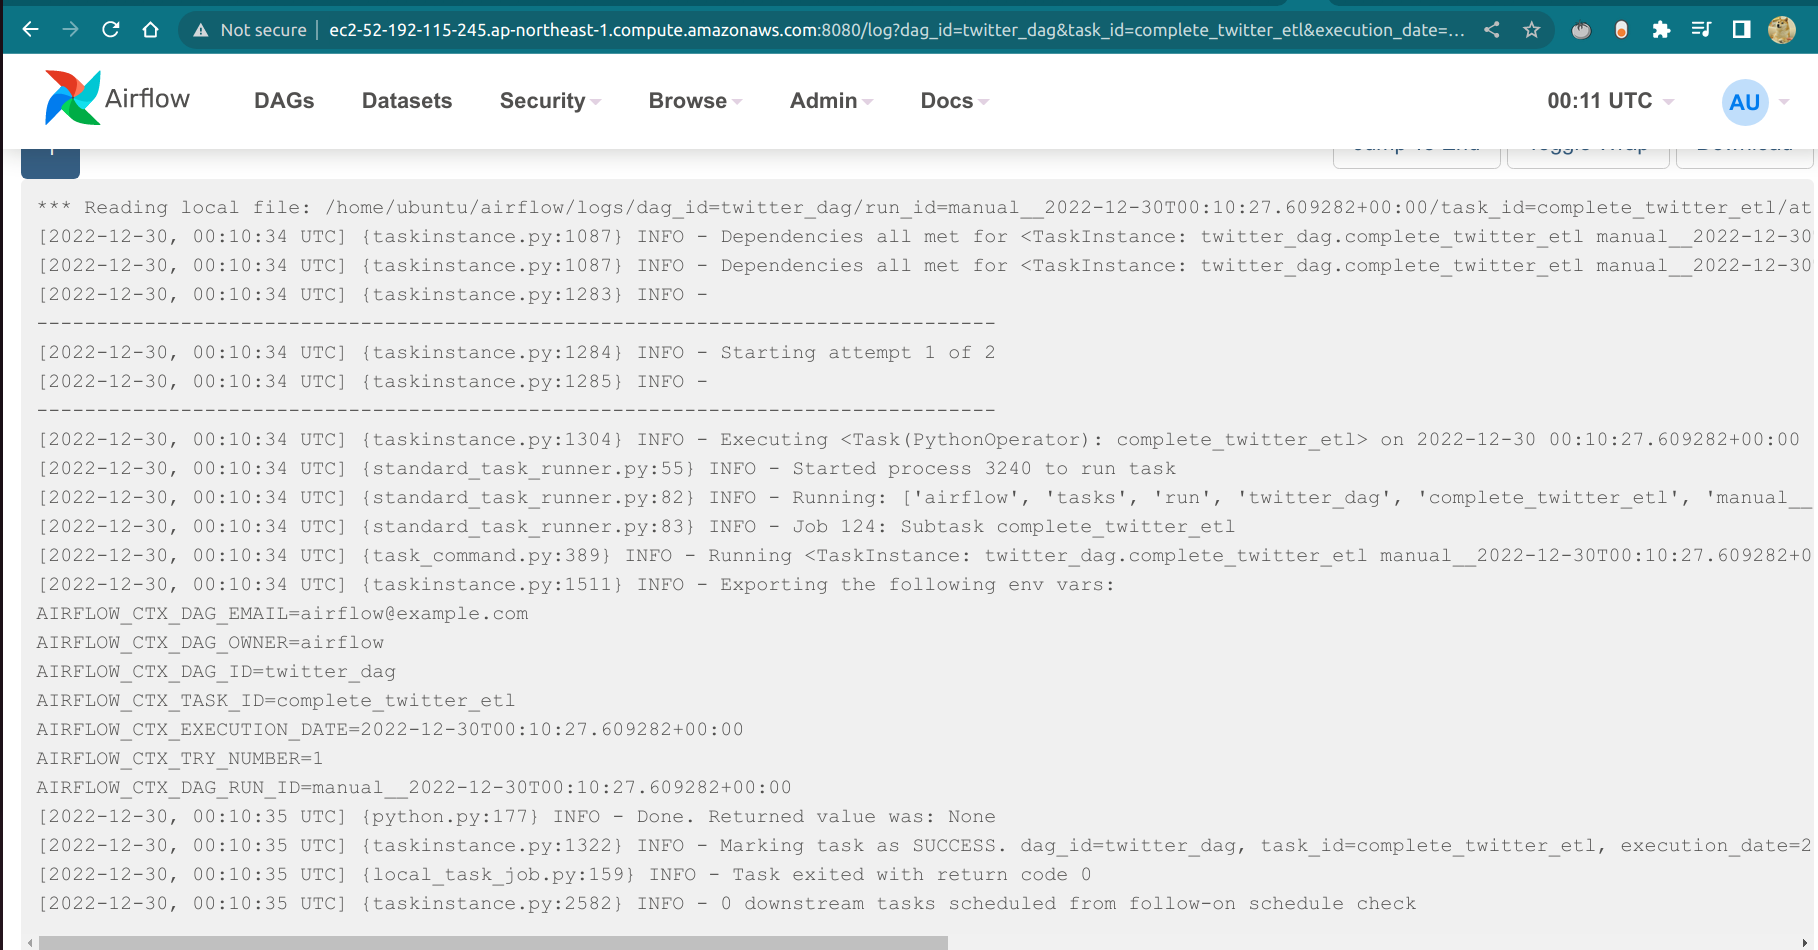 Not secure | ec2-52-192-115-245.ap-northeast-1.compute.amazonaws.com:8080/log?dag_id=twitter_dag&task_id=complete_twitter_etl&execution_date=...
Airflow DAGs Datasets Security Browse Admin Docs 00:11 UTC AU
Jump To End Toggle Wrap Download
*** Reading local file: /home/ubuntu/airflow/logs/dag_id=twitter_dag/run_id=manual__2022-12-30T00:10:27.609282+00:00/task_id=complete_twitter_etl/at
[2022-12-30, 00:10:34 UTC] {taskinstance.py:1087} INFO - Dependencies all met for <TaskInstance: twitter_dag.complete_twitter_etl manual__2022-12-30
[2022-12-30, 00:10:34 UTC] {taskinstance.py:1087} INFO - Dependencies all met for <TaskInstance: twitter_dag.complete_twitter_etl manual__2022-12-30
[2022-12-30, 00:10:34 UTC] {taskinstance.py:1283} INFO -
--------------------------------------------------------------------------------
[2022-12-30, 00:10:34 UTC] {taskinstance.py:1284} INFO - Starting attempt 1 of 2
[2022-12-30, 00:10:34 UTC] {taskinstance.py:1285} INFO -
--------------------------------------------------------------------------------
[2022-12-30, 00:10:34 UTC] {taskinstance.py:1304} INFO - Executing <Task(PythonOperator): complete_twitter_etl> on 2022-12-30 00:10:27.609282+00:00
[2022-12-30, 00:10:34 UTC] {standard_task_runner.py:55} INFO - Started process 3240 to run task
[2022-12-30, 00:10:34 UTC] {standard_task_runner.py:82} INFO - Running: ['airflow', 'tasks', 'run', 'twitter_dag', 'complete_twitter_etl', 'manual__
[2022-12-30, 00:10:34 UTC] {standard_task_runner.py:83} INFO - Job 124: Subtask complete_twitter_etl
[2022-12-30, 00:10:34 UTC] {task_command.py:389} INFO - Running <TaskInstance: twitter_dag.complete_twitter_etl manual__2022-12-30T00:10:27.609282+0
[2022-12-30, 00:10:34 UTC] {taskinstance.py:1511} INFO - Exporting the following env vars:
AIRFLOW_CTX_DAG_EMAIL=airflow@example.com
AIRFLOW_CTX_DAG_OWNER=airflow
AIRFLOW_CTX_DAG_ID=twitter_dag
AIRFLOW_CTX_TASK_ID=complete_twitter_etl
AIRFLOW_CTX_EXECUTION_DATE=2022-12-30T00:10:27.609282+00:00
AIRFLOW_CTX_TRY_NUMBER=1
AIRFLOW_CTX_DAG_RUN_ID=manual__2022-12-30T00:10:27.609282+00:00
[2022-12-30, 00:10:35 UTC] {python.py:177} INFO - Done. Returned value was: None
[2022-12-30, 00:10:35 UTC] {taskinstance.py:1322} INFO - Marking task as SUCCESS. dag_id=twitter_dag, task_id=complete_twitter_etl, execution_date=2
[2022-12-30, 00:10:35 UTC] {local_task_job.py:159} INFO - Task exited with return code 0
[2022-12-30, 00:10:35 UTC] {taskinstance.py:2582} INFO - 0 downstream tasks scheduled from follow-on schedule check